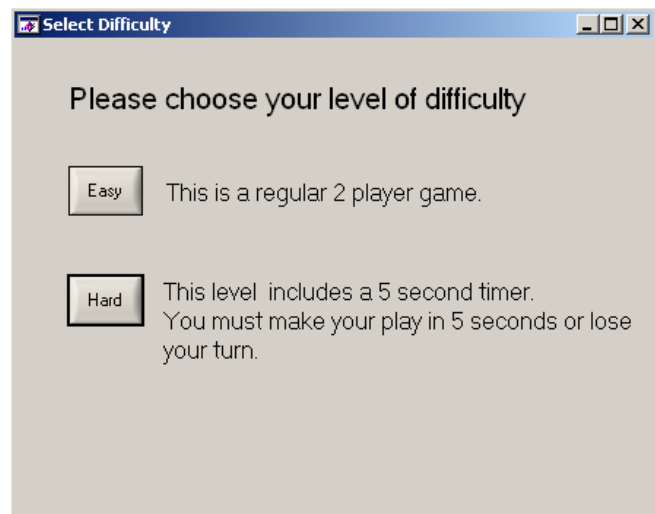 Select Difficulty
Please choose your level of difficulty
Easy
This is a regular 2 player game.
Hard
This level includes a 5 second timer.
You must make your play in 5 seconds or lose
your turn.